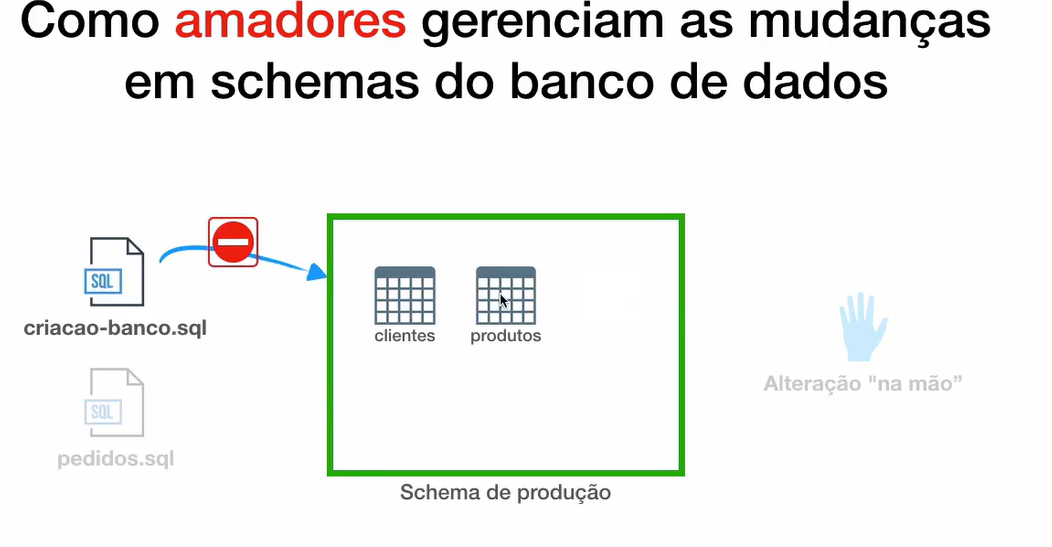 Como amadores gerenciam as mudanças
em schemas do banco de dados
SQL
criacao-banco.sql
clientes
produtos
SQL
pedidos.sql
Alteração "na mão”
Schema de produção